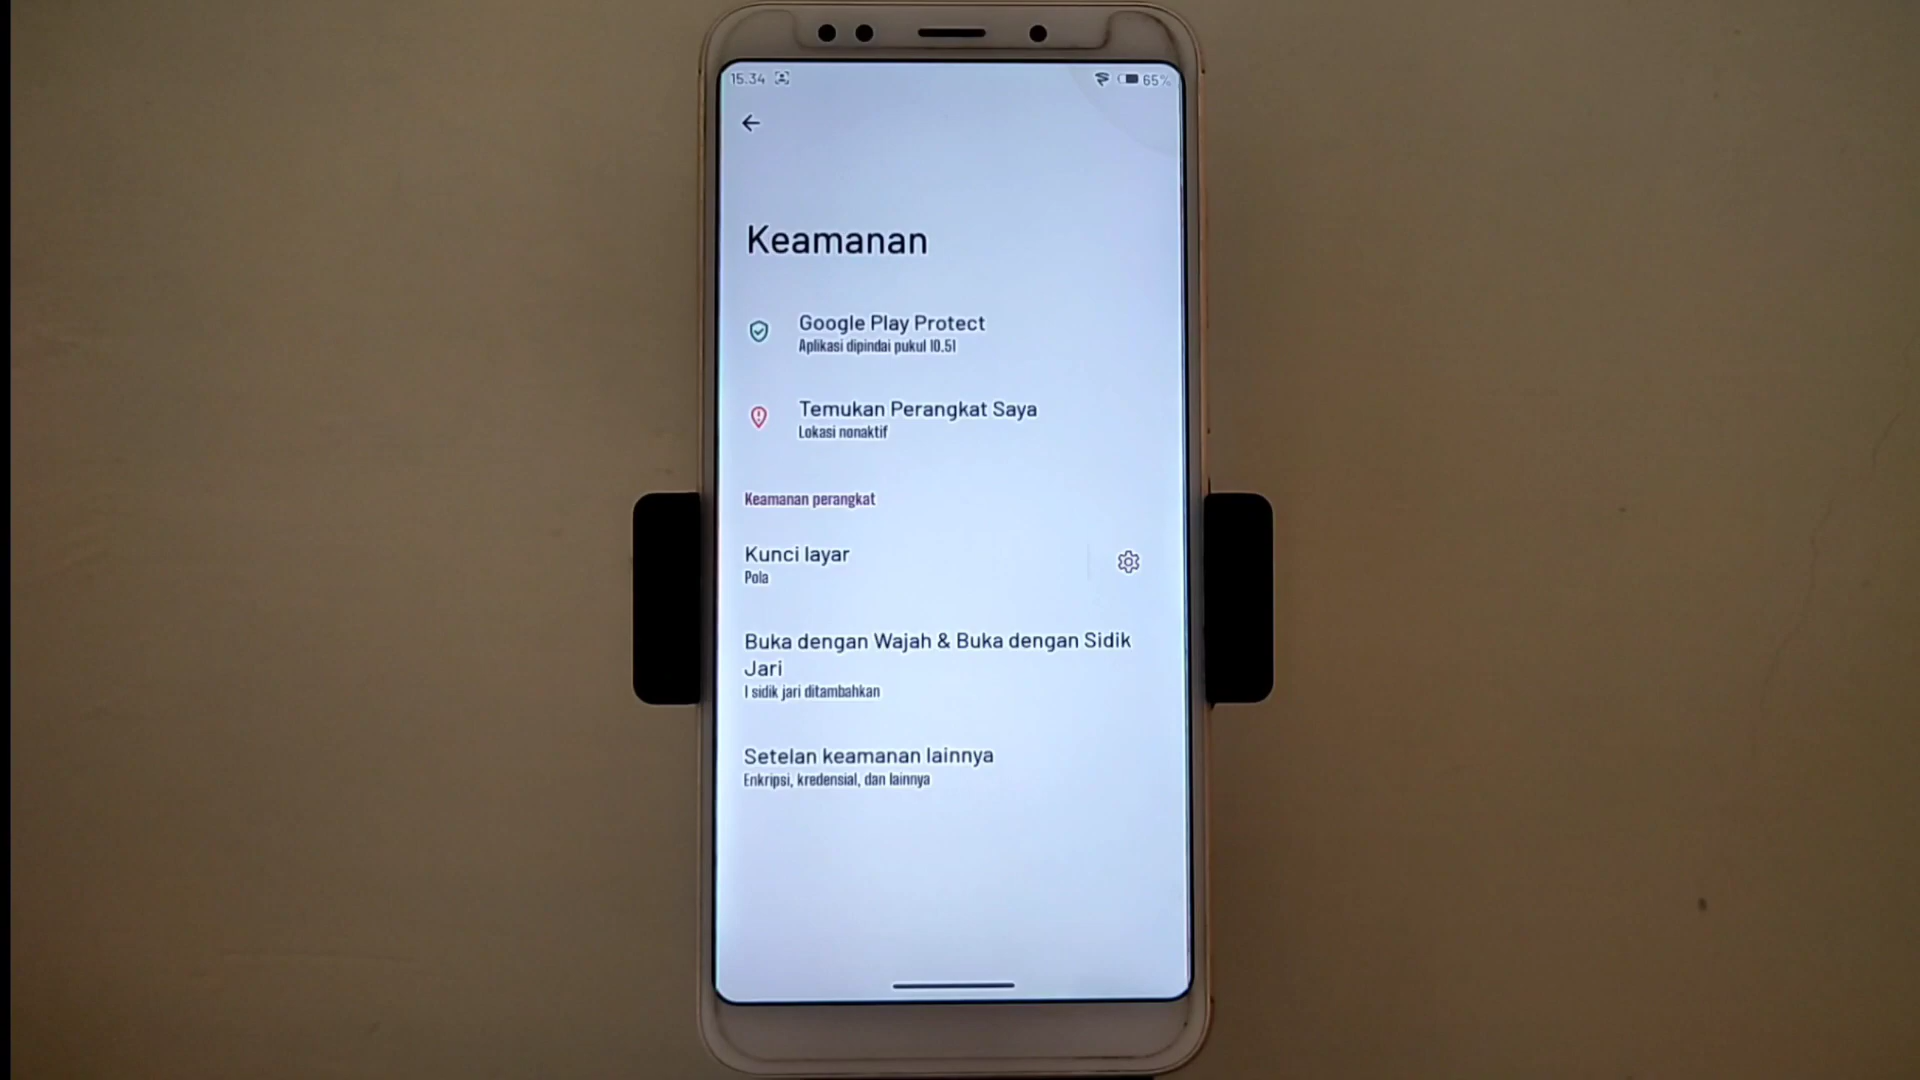 15.34 65%
Keamanan
Google Play Protect
Aplikasi dipindai pukul 10.51
Temukan Perangkat Saya
Lokasi nonaktif
Keamanan perangkat
Kunci layar
Pola
Buka dengan Wajah & Buka dengan Sidik
Jari
1 sidik jari ditambahkan
Setelan keamanan lainnya
Enkripsi, kredensial, dan lainnya